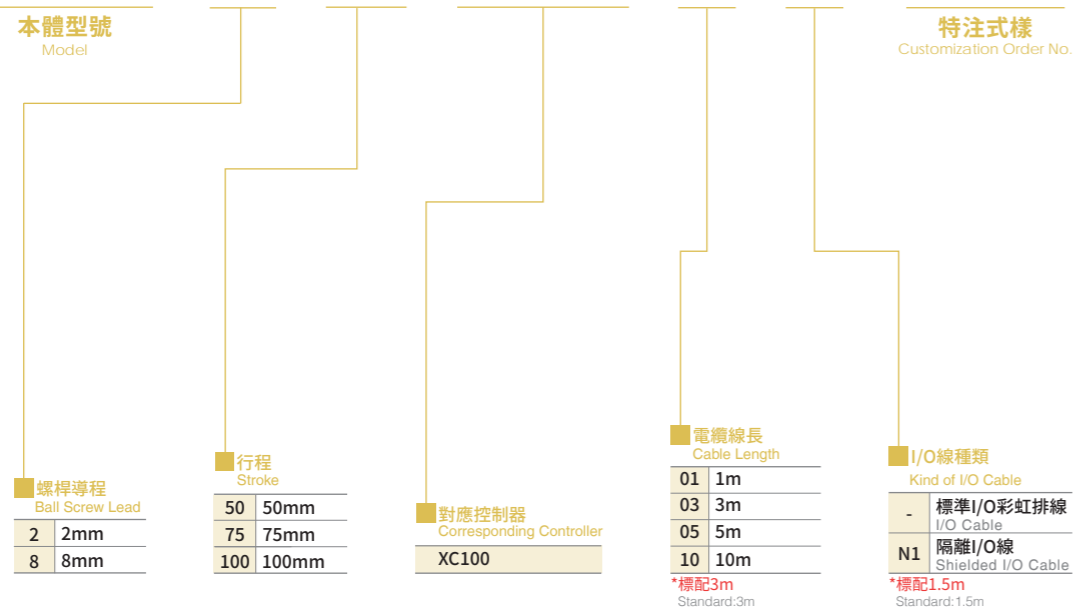 本體型號
Model
特注式樣
Customization Order No.
螺桿導程
Ball Screw Lead
2 2mm
8 8mm
行程
Stroke
50 50mm
75 75mm
100 100mm
對應控制器
Corresponding Controller
XC100
電纜線長
Cable Length
01 1m
03 3m
05 5m
10 10m
*標配3m
Standard:3m
I/O線種類
Kind of I/O Cable
- 標準I/O彩虹排線
I/O Cable
N1 隔離I/O線
Shielded I/O Cable
*標配1.5m
Standard:1.5m